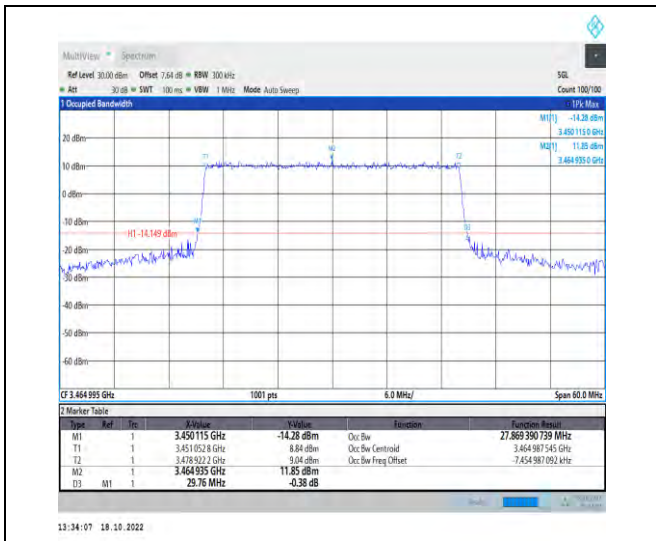 MultiView Spectrum
Ref Level 30.00 dBm Offset 7.64 dB RBW 300 kHz SGL
Att 30 dB SWT 100 ms VBW 1 MHz Mode Auto Sweep Count 100/100
1 Occupied Bandwidth 1Pk Max
M1[1] -14.28 dBm
3.450 115 0 GHz
20 dBm
M2[1] 11.85 dBm
T1 M2 T2
3.464 935 0 GHz
10 dBm
0 dBm
-10 dBm
H1 -14.149 dBm
-20 dBm
-30 dBm
-40 dBm
-50 dBm
-60 dBm
CF 3.464 995 GHz 1001 pts 6.0 MHz/ Span 60.0 MHz
2 Marker Table
Type Ref Trc X-Value Y-Value Function Function Result
M1 1 3.450 115 GHz -14.28 dBm Occ Bw 27.869 390 739 MHz
T1 1 3.451 052 8 GHz 8.84 dBm Occ Bw Centroid 3.464 987 545 GHz
T2 1 3.478 922 2 GHz 9.04 dBm Occ Bw Freq Offset -7.454 987 092 kHz
M2 1 3.464 935 GHz 11.85 dBm
D3 M1 1 29.76 MHz -0.38 dB
13:34:07 18.10.2022